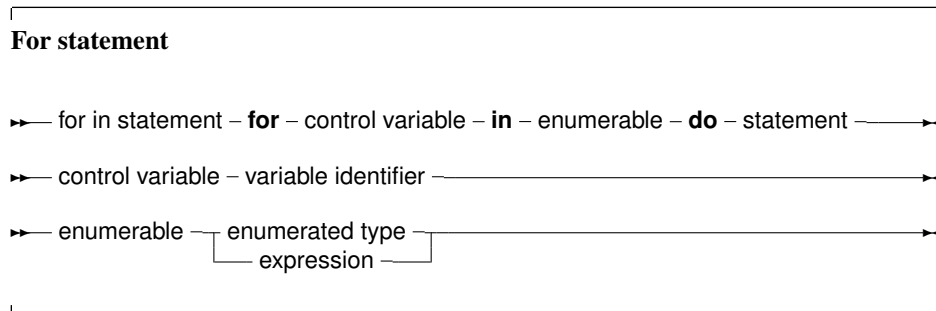 For statement
for in statement – for – control variable – in – enumerable – do – statement
control variable – variable identifier
enumerable – enumerated type
expression